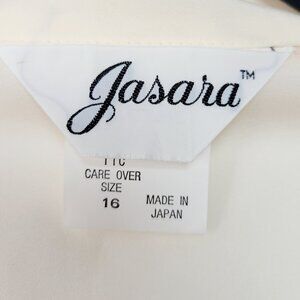 Jasara™
CARE OVER
SIZE
16
MADE IN
JAPAN